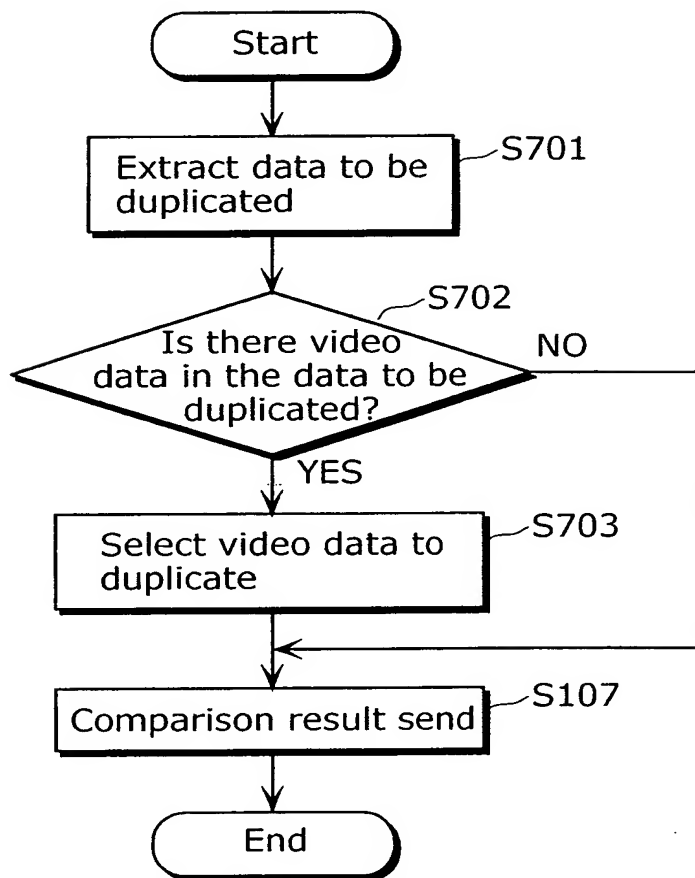 Start
S701
Extract data to be
duplicated
S702
Is there video
data in the data to be
duplicated?
NO
YES
S703
Select video data to
duplicate
S107
Comparison result send
End